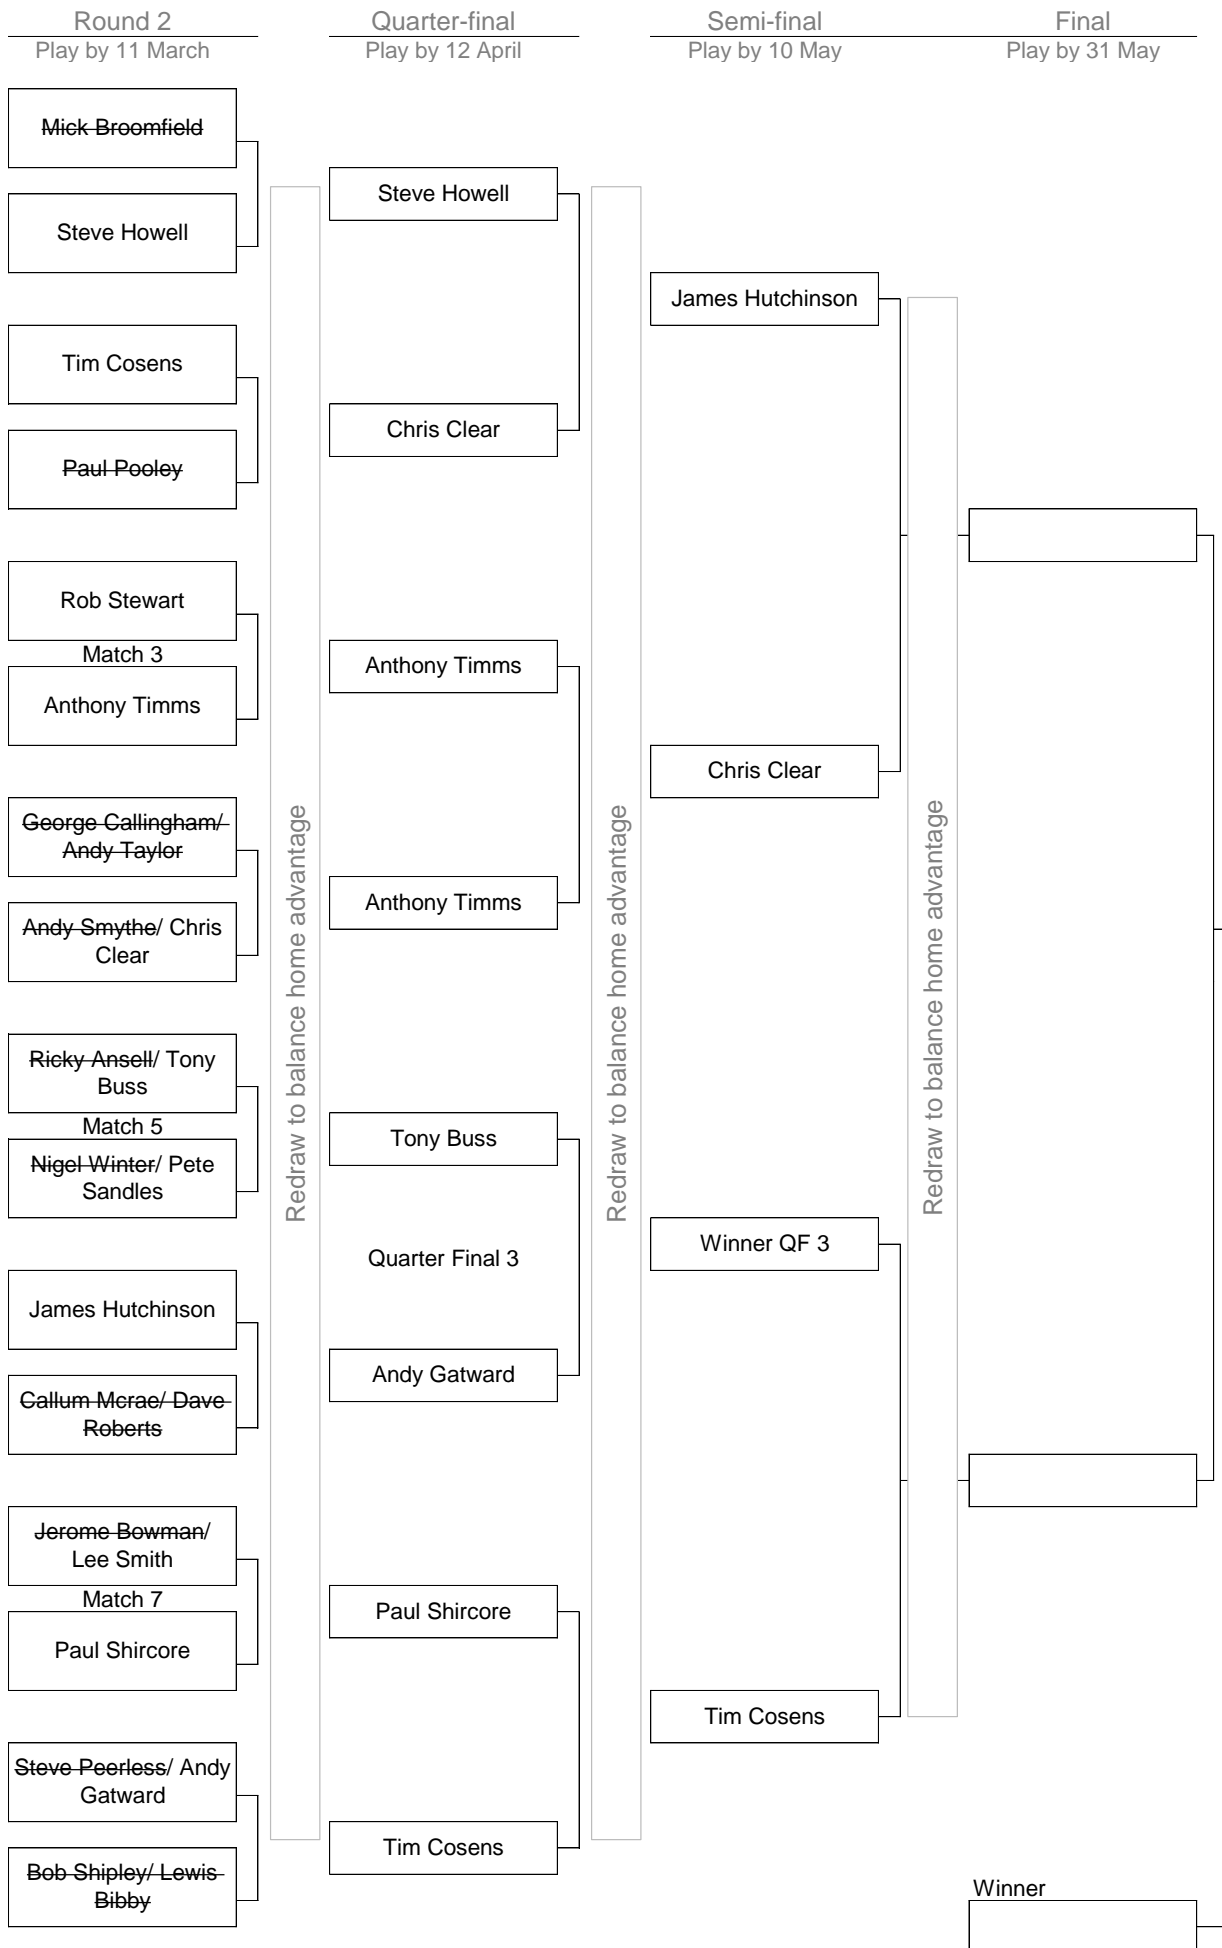 Round 2
Play by 11 March
Quarter-final
Play by 12 April
Semi-final
Play by 10 May
Final
Play by 31 May
Mick Broomfield
Steve Howell
Tim Cosens
Paul Pooley
Rob Stewart
Match 3
Anthony Timms
George Callingham/
Andy Taylor
Andy Smythe/ Chris
Clear
Ricky Ansell/ Tony
Buss
Match 5
Nigel Winter/ Pete
Sandles
James Hutchinson
Callum Mcrae/ Dave
Roberts
Jerome Bowman/
Lee Smith
Match 7
Paul Shircore
Steve Peerless/ Andy
Gatward
Bob Shipley/ Lewis
Bibby
Redraw to balance home advantage
Steve Howell
Chris Clear
Anthony Timms
Anthony Timms
Tony Buss
Quarter Final 3
Andy Gatward
Paul Shircore
Tim Cosens
Redraw to balance home advantage
James Hutchinson
Chris Clear
Winner QF 3
Tim Cosens
Redraw to balance home advantage
Winner